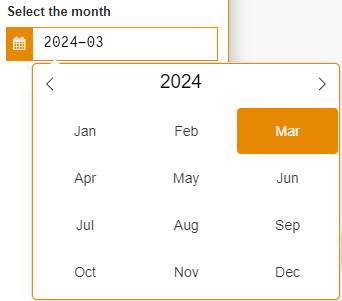 Select the month
2024-03
2024
Jan Feb Mar
Apr May Jun
Jul Aug Sep
Oct Nov Dec